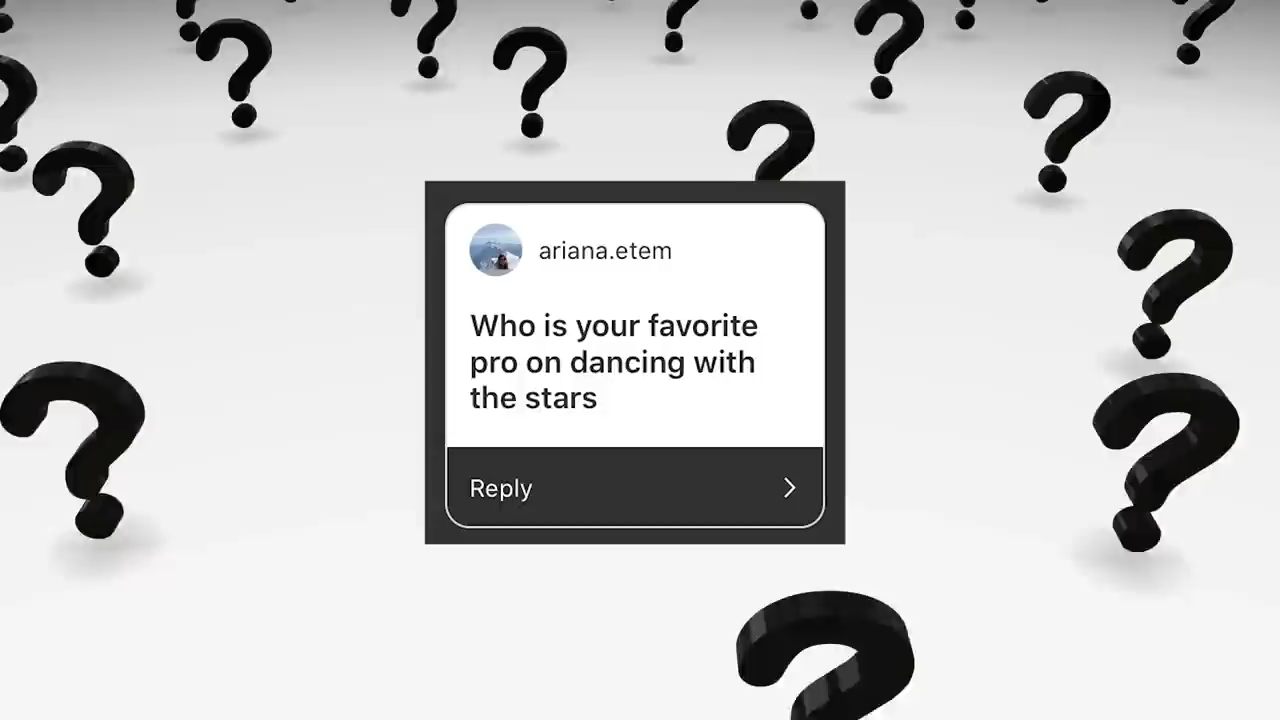 ariana.etem
Who is your favorite
pro on dancing with
the stars
Reply